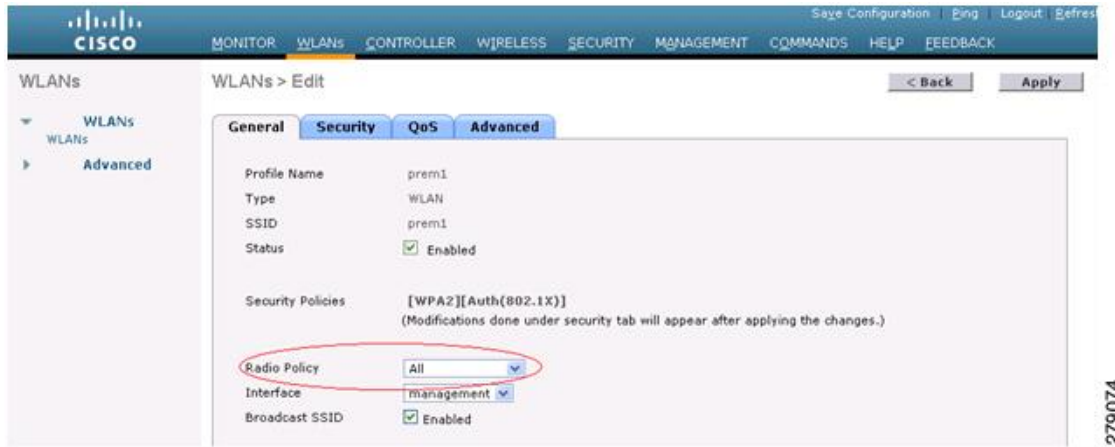 Save Configuration Ping Logout Refres
CISCO MONITOR WLANs CONTROLLER WIRELESS SECURITY MANAGEMENT COMMANDS HELP FEEDBACK
WLANs
WLANs
WLANs
Advanced
WLANs > Edit
< Back Apply
General Security QoS Advanced
Profile Name prem1
Type WLAN
SSID prem1
Status Enabled
Security Policies [WPA2][Auth(802.1X)]
(Modifications done under security tab will appear after applying the changes.)
Radio Policy All
Interface management
Broadcast SSID Enabled
279074